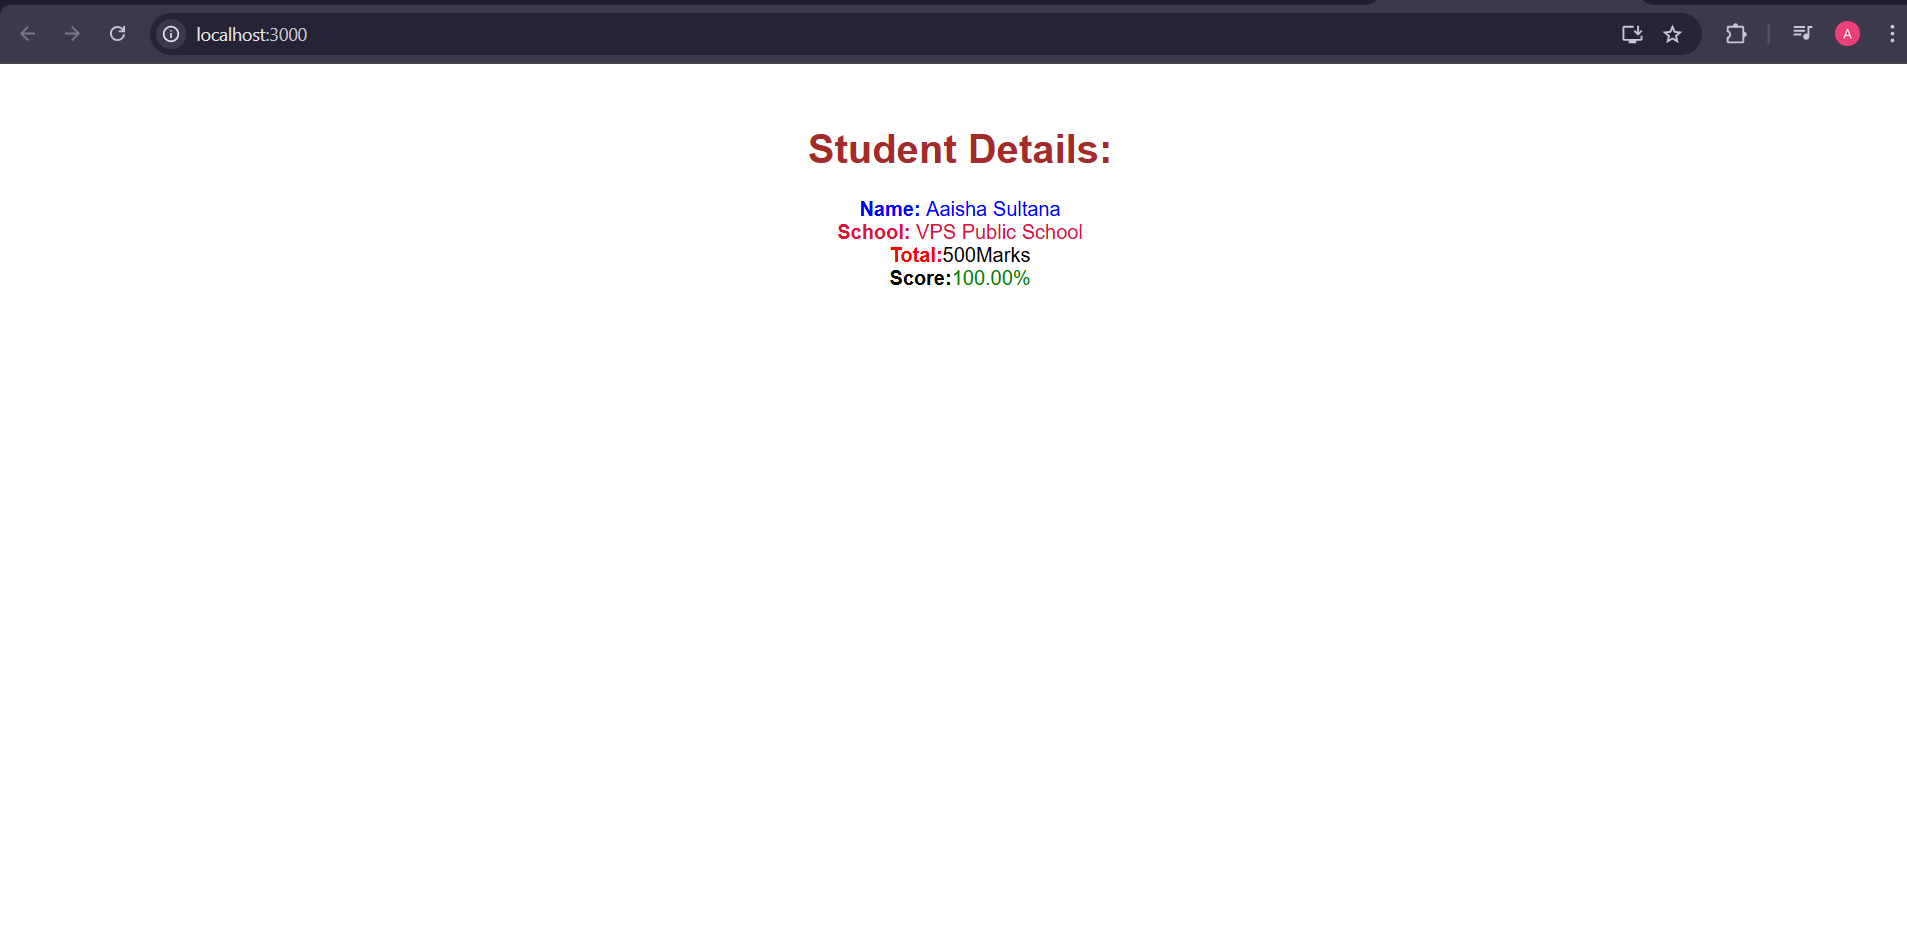 localhost:3000
A
Student Details:
Name: Aaisha Sultana
School: VPS Public School
Total:500Marks
Score:100.00%